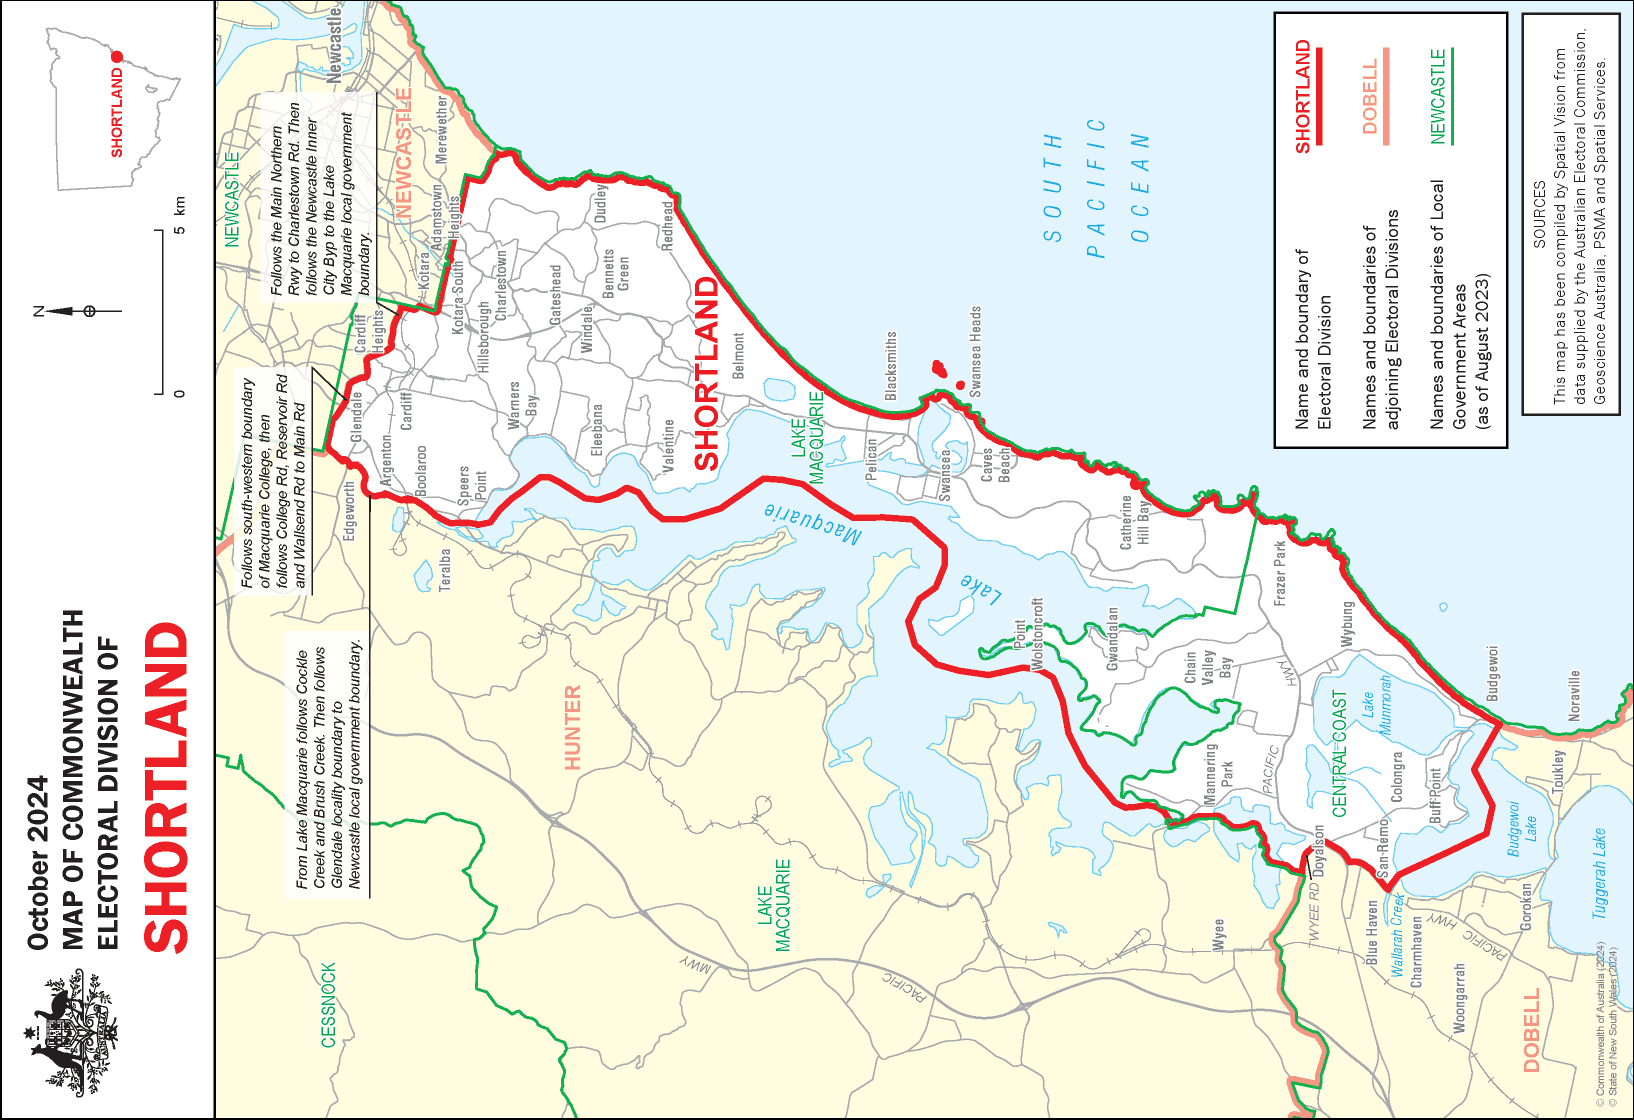 October 2024
MAP OF COMMONWEALTH
ELECTORAL DIVISION OF
SHORTLAND
N
0 5 km
SHORTLAND
From Lake Macquarie follows Cockle
Creek and Brush Creek. Then follows
Glendale locality boundary to
Newcastle local government boundary.
Follows south-western boundary
of Macquarie College, then
follows College Rd, Reservoir Rd
and Wallsend Rd to Main Rd
Follows the Main Northern
Rwy to Charlestown Rd. Then
follows the Newcastle Inner
City Byp to the Lake
Macquarie local government
boundary.
CESSNOCK
NEWCASTLE
Newcastle
NEWCASTLE
Merewether
Adamstown
Heights
Kotara
Kotara South
Cardiff
Heights
Glendale
Edgeworth
Argenton
Cardiff
Boolaroo
Speers
Point
Teralba
Hillsborough
Charlestown
Warners
Bay
Gateshead
Windale
Dudley
Bennetts
Green
Eleebana
Valentine
Redhead
SHORTLAND
Belmont
HUNTER
LAKE
MACQUARIE
LAKE
MACQUARIE
Macquarie
Lake
Pelican
Blacksmiths
Swansea
Swansea Heads
Caves
Beach
SOUTH
PACIFIC
OCEAN
Point
Wolstoncroft
Gwandalan
Catherine
Hill Bay
Chain
Valley
Bay
Frazer Park
Mannering
Park
HWY
PACIFIC
Wybung
CENTRAL COAST
Lake
Munmorah
Colongra
Buff Point
San Remo
Doyalson
Budgewoi
Budgewoi
Lake
Noraville
Toukley
Tuggerah Lake
Gorokan
TWYEE RD
Blue Haven
Wallarah Creek
Charmhaven
PACIFIC HWY
Woongarrah
Wyee
MWY
PACIFIC
DOBELL
© Commonwealth of Australia (2024)
© State of New South Wales (2024)
Name and boundary of
Electoral Division
SHORTLAND
Names and boundaries of
adjoining Electoral Divisions
DOBELL
Names and boundaries of Local
Government Areas
(as of August 2023)
NEWCASTLE
SOURCES
This map has been compiled by Spatial Vision from
data supplied by the Australian Electoral Commission,
Geoscience Australia, PSMA and Spatial Services.